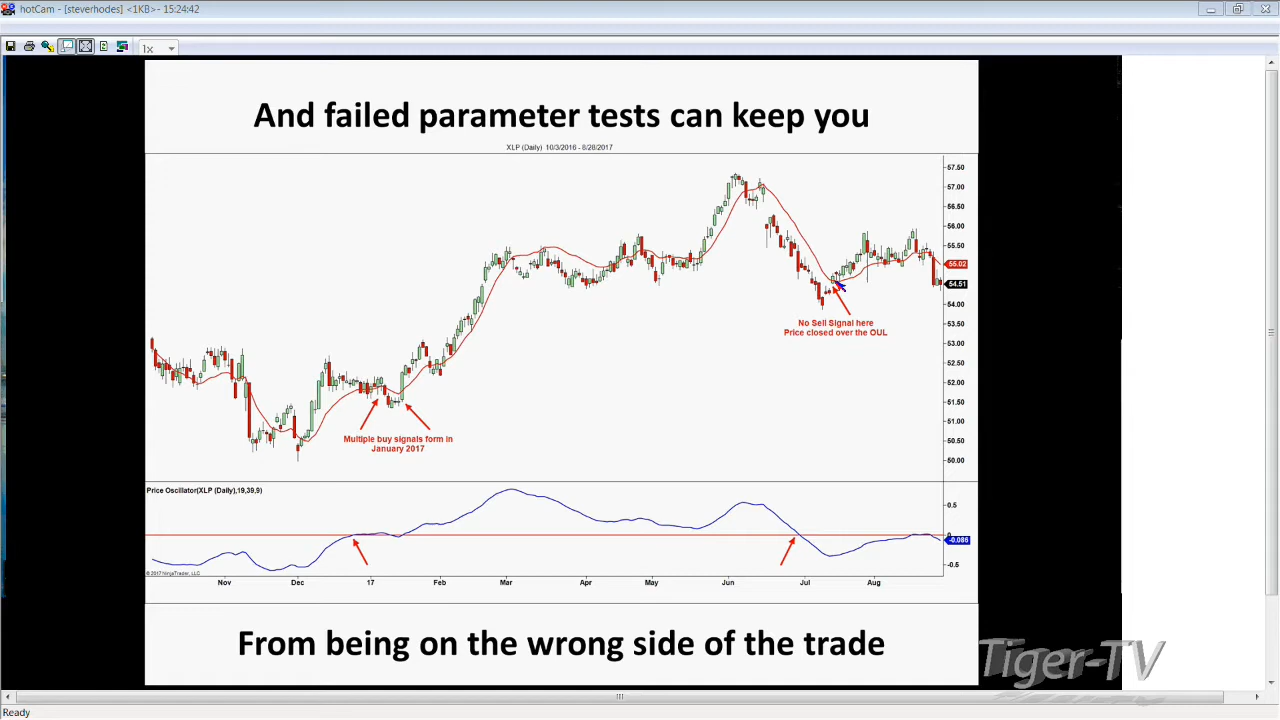 hotCam - [steverhodes] <1KB>- 15:24:42
1x
And failed parameter tests can keep you
XLP (Daily) 10/3/2016 - 8/28/2017
57.50
57.00
56.50
56.00
55.50
55.02
54.51
54.00
53.50
53.00
52.50
52.00
51.50
51.00
50.50
50.00
No Sell Signal here
Price closed over the OUL
Multiple buy signals form in
January 2017
Price Oscillator(XLP (Daily),19,39,9)
0.5
0
-0.086
-0.5
© 2017 NinjaTrader, LLC
Nov Dec 17 Feb Mar Apr May Jun Jul Aug
From being on the wrong side of the trade
Tiger-TV
Ready